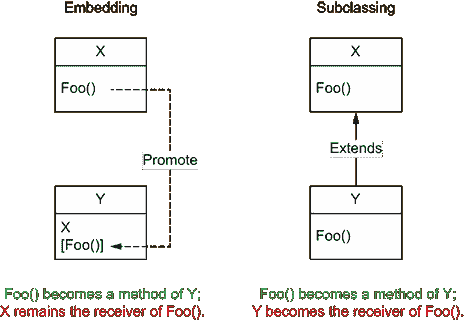 Embedding
X
Foo()
Promote
Y
X
[Foo()]
Foo() becomes a method of Y;
X remains the receiver of Foo().
Subclassing
X
Foo()
Extends
Y
Foo()
Foo() becomes a method of Y;
Y becomes the receiver of Foo().